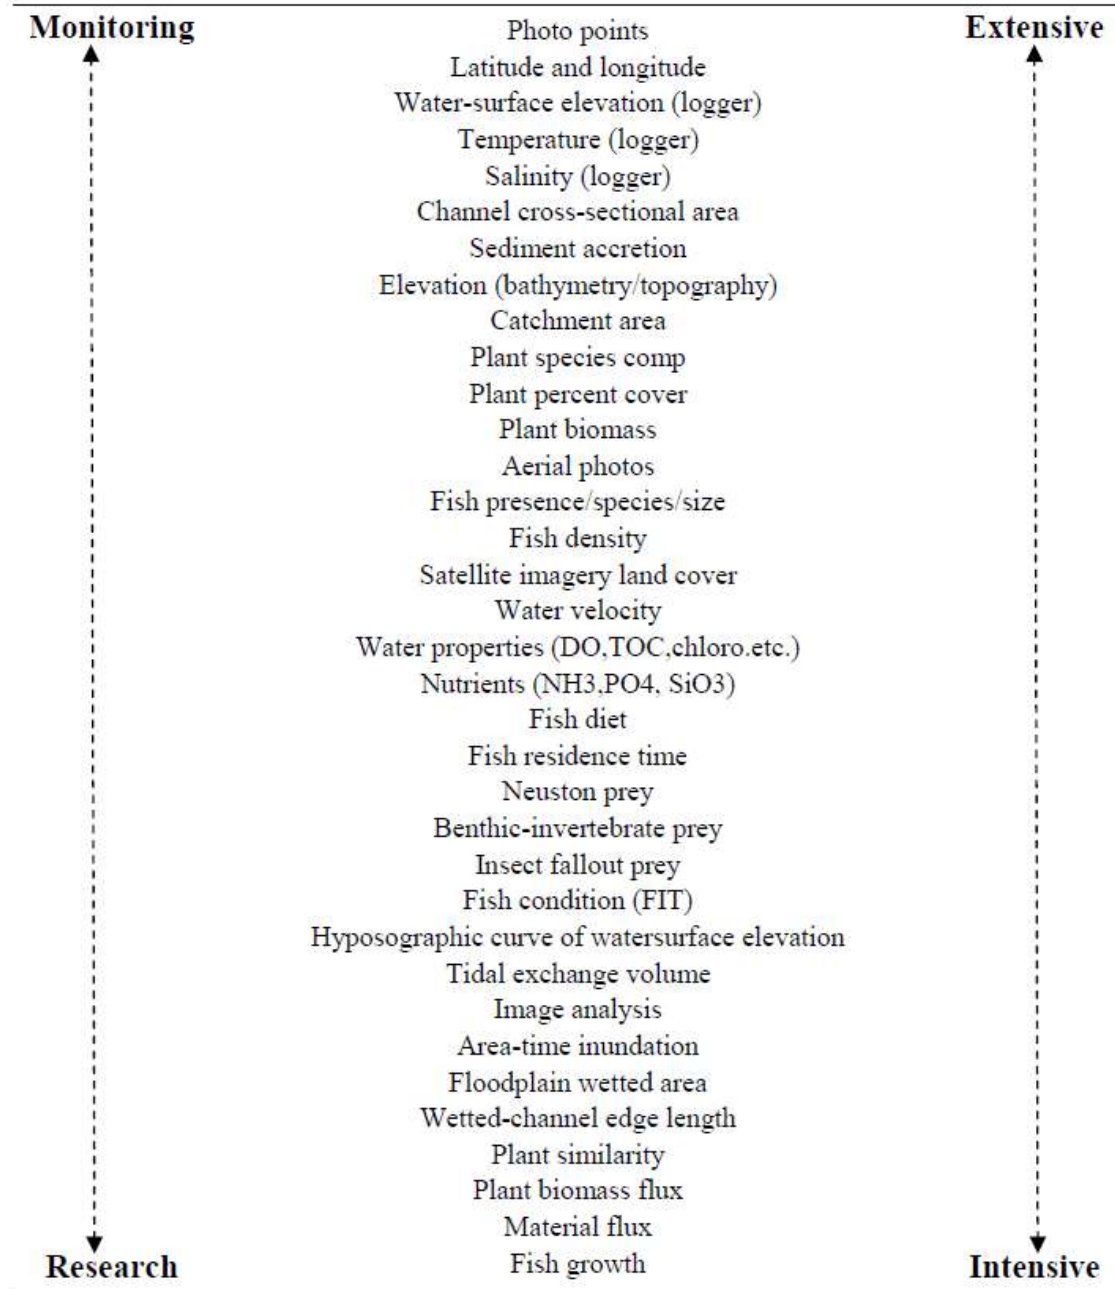 Monitoring
Photo points
Extensive
Latitude and longitude
Water-surface elevation (logger)
Temperature (logger)
Salinity (logger)
Channel cross-sectional area
Sediment accretion
Elevation (bathymetry/topography)
Catchment area
Plant species comp
Plant percent cover
Plant biomass
Aerial photos
Fish presence/species/size
Fish density
Satellite imagery land cover
Water velocity
Water properties (DO,TOC,chloro.etc.)
Nutrients (NH3,PO4, SiO3)
Fish diet
Fish residence time
Neuston prey
Benthic-invertebrate prey
Insect fallout prey
Fish condition (FIT)
Hyposographic curve of watersurface elevation
Tidal exchange volume
Image analysis
Area-time inundation
Floodplain wetted area
Wetted-channel edge length
Plant similarity
Plant biomass flux
Material flux
Research
Fish growth
Intensive